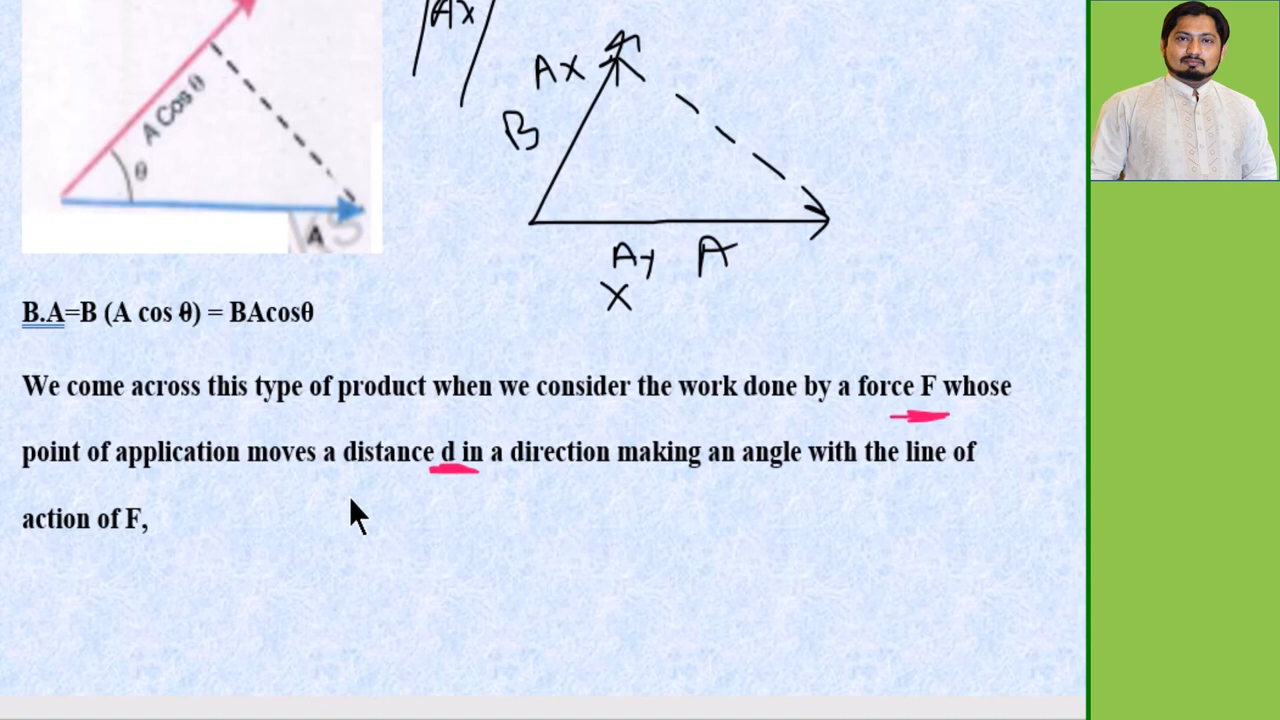 Ax
A Cos θ
θ
A
Ax
B
Ay A
X
B.A=B (A cos θ) = BAcosθ
We come across this type of product when we consider the work done by a force F whose
point of application moves a distance d in a direction making an angle with the line of
action of F,